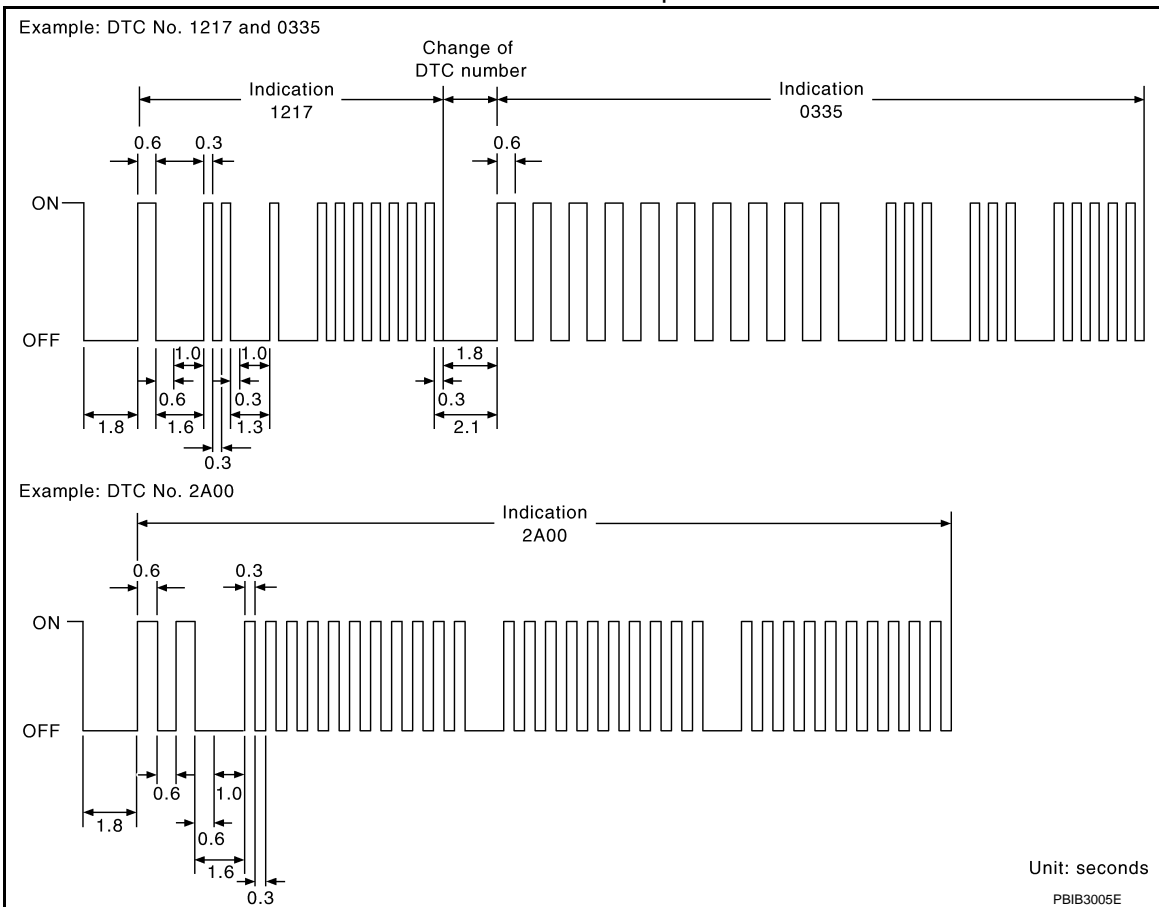 Example: DTC No. 1217 and 0335
Change of
DTC number
Indication
1217
Indication
0335
0.6
0.3
0.6
ON
OFF
1.0
1.0
1.8
0.6
0.3
0.3
1.8
1.6
1.3
2.1
0.3
Example: DTC No. 2A00
Indication
2A00
0.6
0.3
ON
OFF
0.6
1.0
1.8
0.6
1.6
0.3
Unit: seconds
PBIB3005E